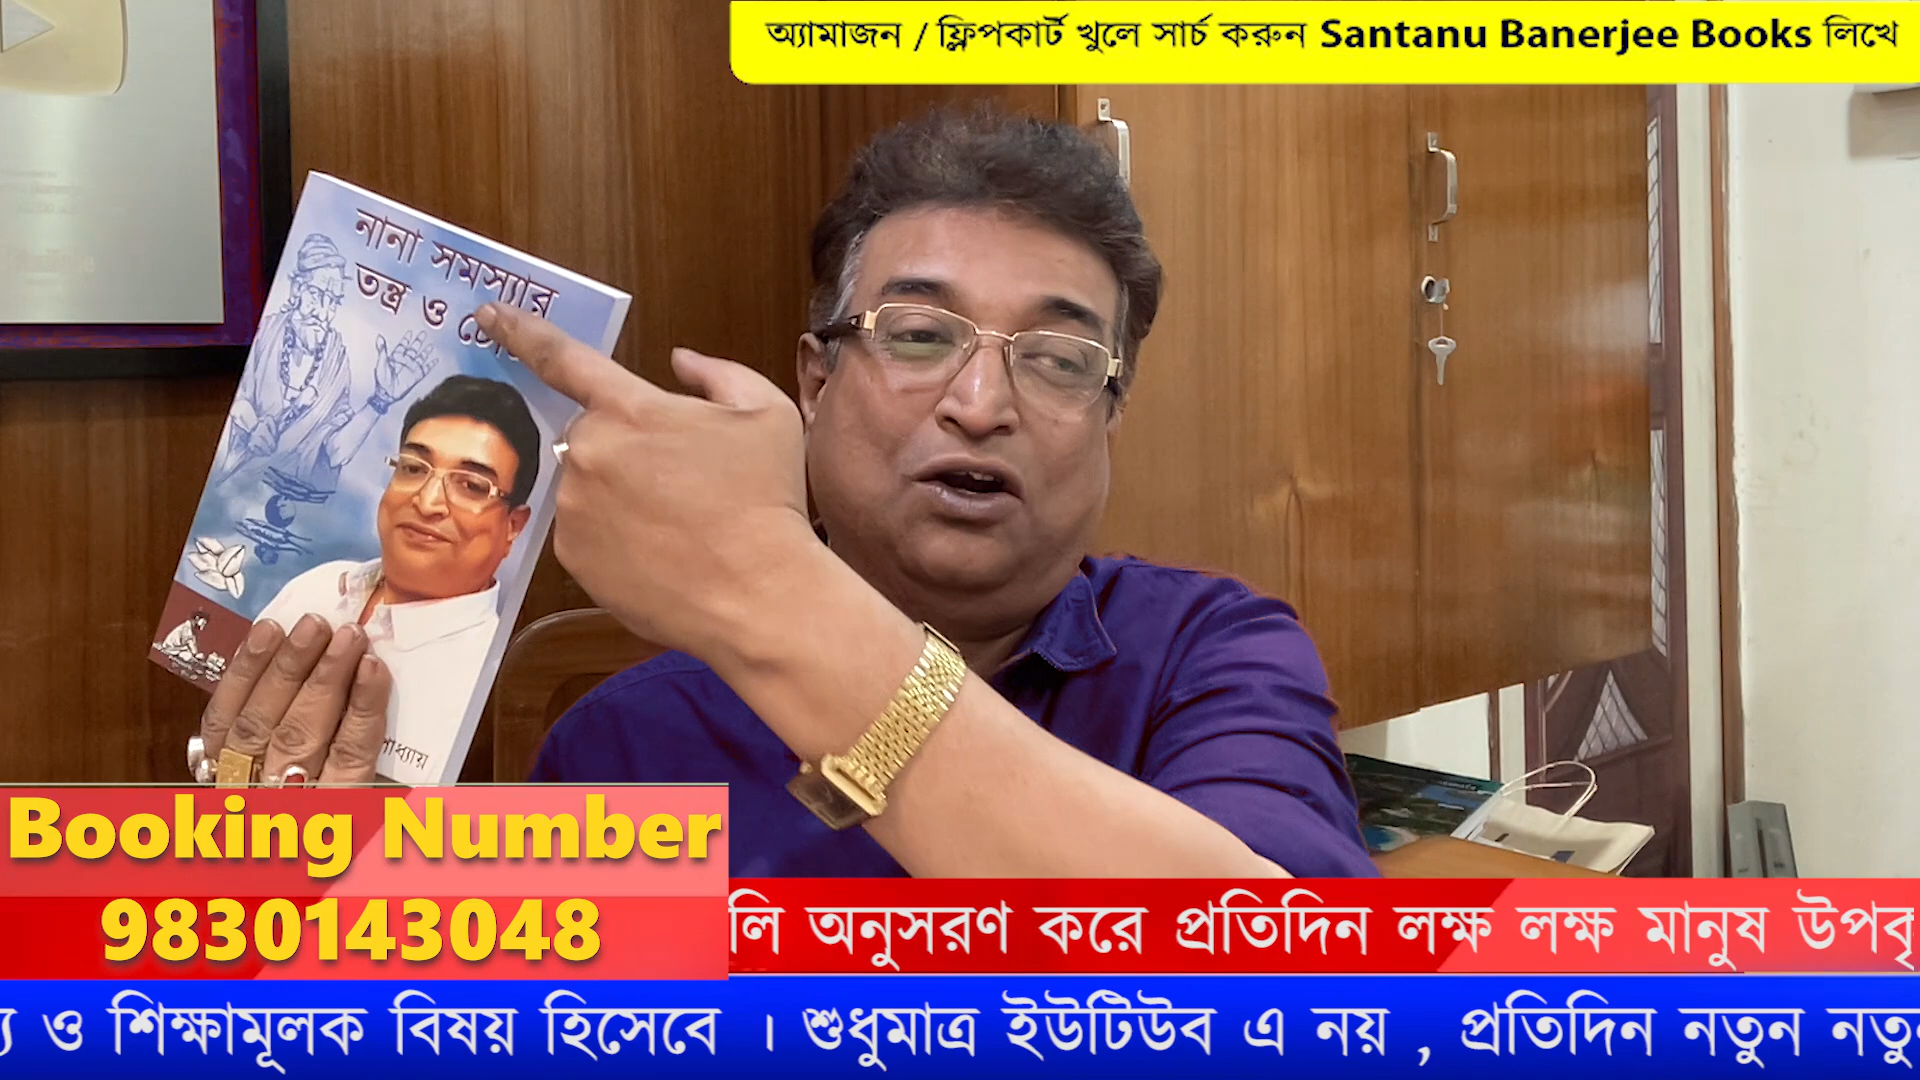 অ্যামাজন / ফ্লিপকার্ট খুলে সার্চ করুন Santanu Banerjee Books লিখে
নানা সমস্যার
তন্ত্র ও
Booking Number
9830143048
লি অনুসরণ করে প্রতিদিন লক্ষ লক্ষ মানুষ উপকৃ
ও শিক্ষামূলক বিষয় হিসেবে । শুধুমাত্র ইউটিউব এ নয় , প্রতিদিন নতুন নতু